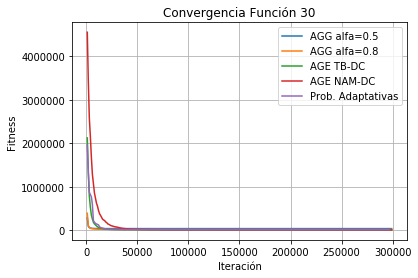 Convergencia Función 30
AGG alfa=0.5
AGG alfa=0.8
AGE TB-DC
AGE NAM-DC
Prob. Adaptativas
Fitness
4000000
3000000
2000000
1000000
0
0 50000 100000 150000 200000 250000 300000
Iteración